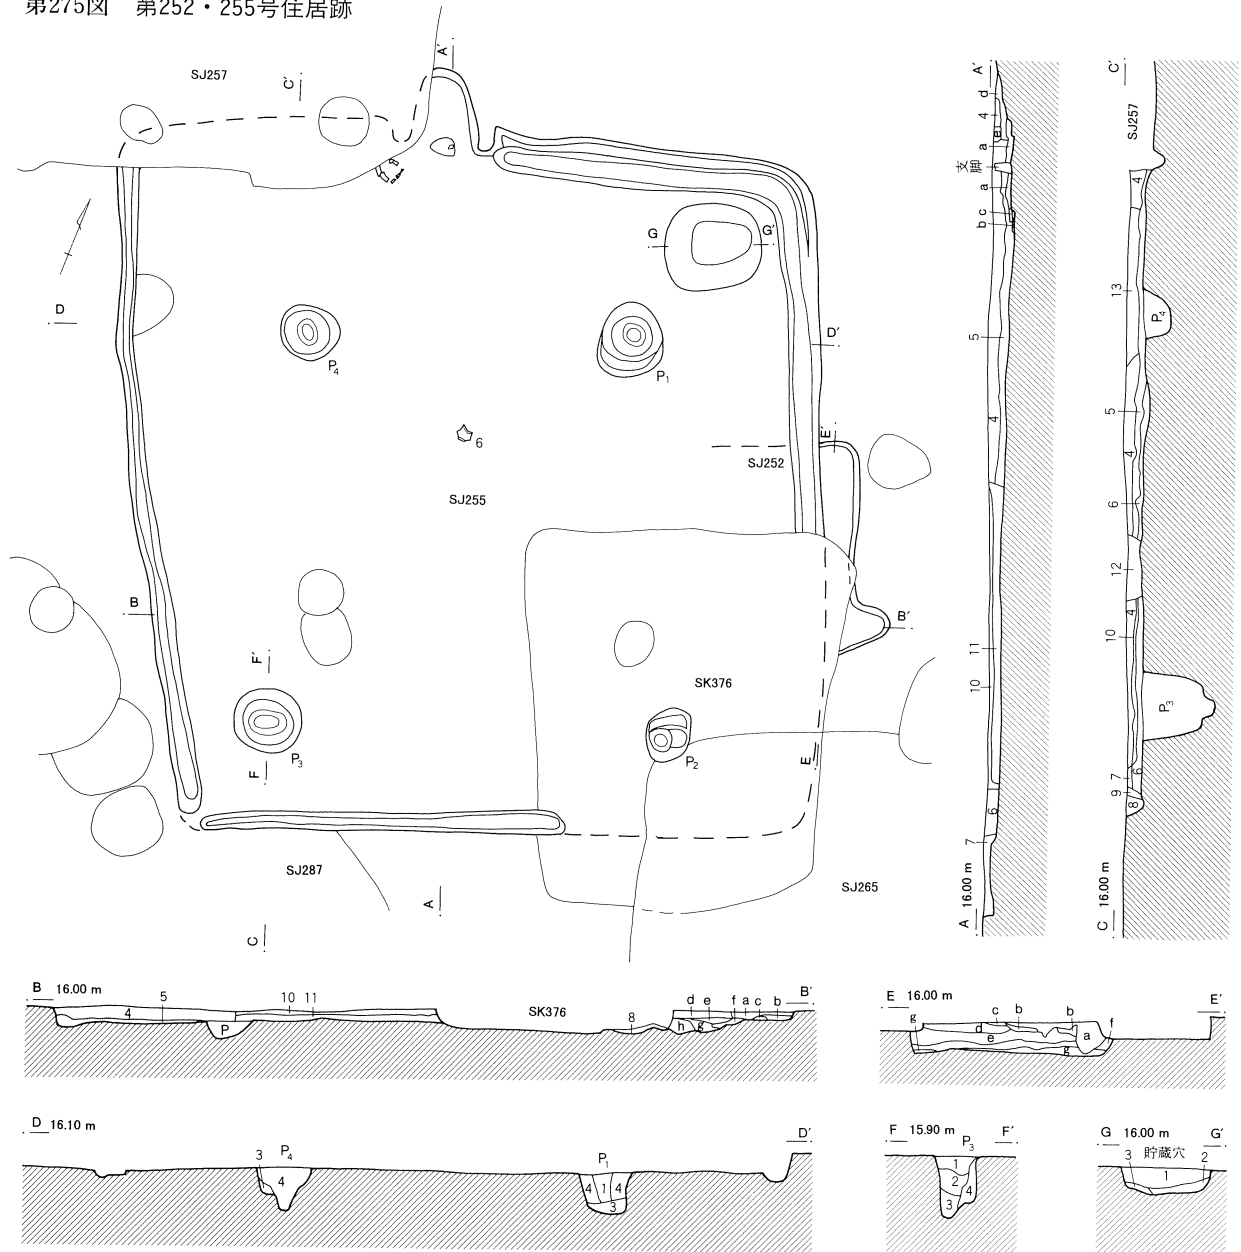 第275図 第252・255号住居跡
SJ257
C′
A′
G
G′
D
P4
P1
D′
6
E′
SJ252
SJ255
B
B′
F′
SK376
P3
F
P2
E
SJ287
SJ265
A
C
A′
d
4
e
a
支脚
a
c
b
5
4
11
10
6
7
A 16.00 m
C′
SJ257
4
13
P4
5
4
6
12
4
10
P3
6
7
9
8
C 16.00 m
B 16.00 m
4
5
P
10
11
SK376
8
d e f a c b
h g
B′
E 16.00 m
E′
g
d
c
b
e
b
a
f
g
D 16.10 m
D′
3
P4
4
P1
4 1 4
3
F 15.90 m
F′
P3
1
2
4
3
G 16.00 m
G′
貯蔵穴
3
1
2